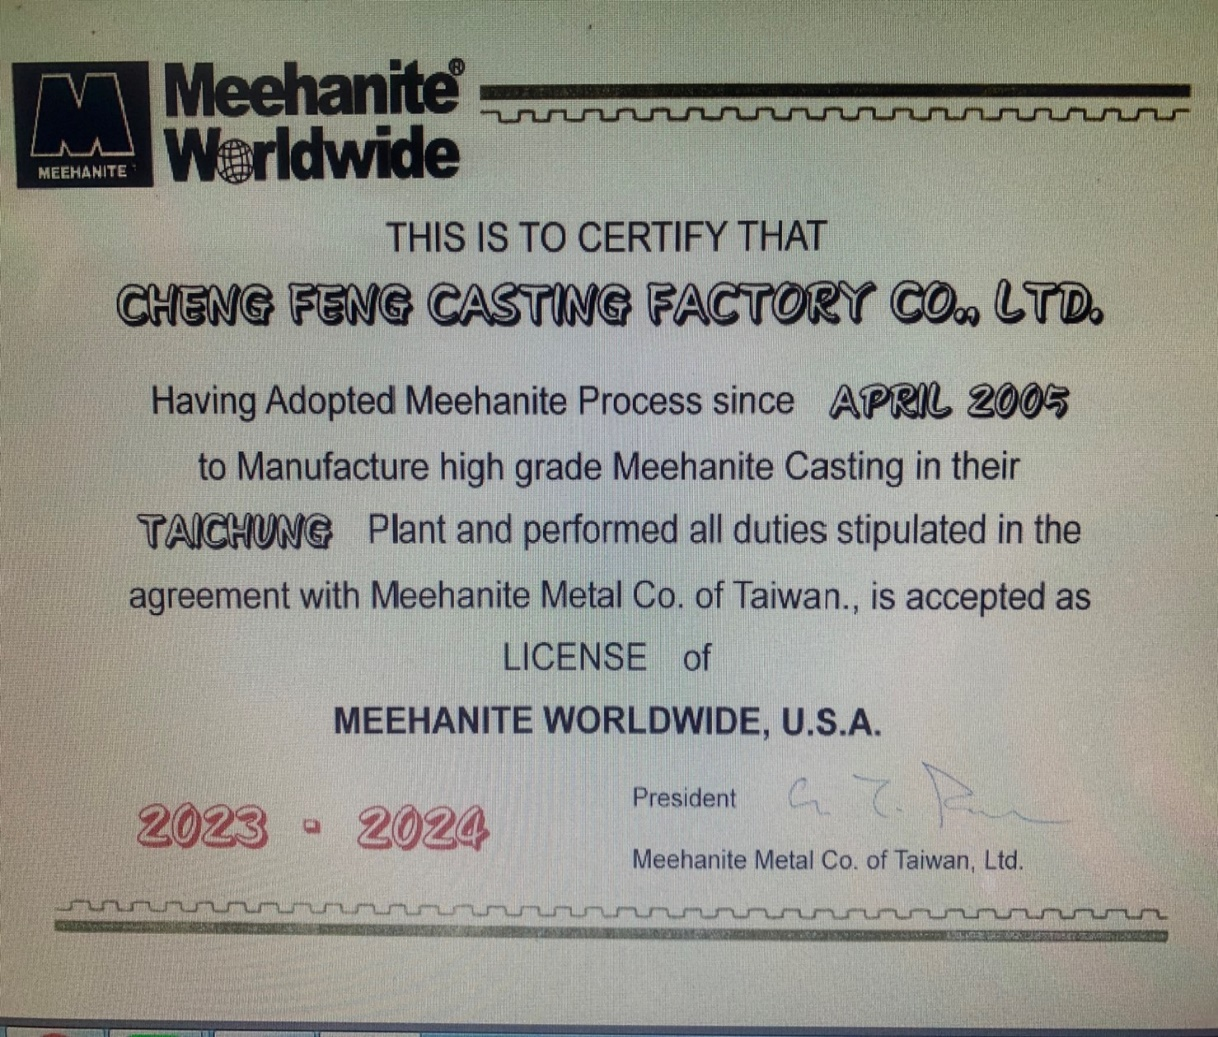 MEEHANITE
Meehanite®
Worldwide
THIS IS TO CERTIFY THAT
CHENG FENG CASTING FACTORY CO., LTD.
Having Adopted Meehanite Process since APRIL 2005
to Manufacture high grade Meehanite Casting in their
TAICHUNG Plant and performed all duties stipulated in the
agreement with Meehanite Metal Co. of Taiwan., is accepted as
LICENSE of
MEEHANITE WORLDWIDE, U.S.A.
2023 - 2024
President
Meehanite Metal Co. of Taiwan, Ltd.